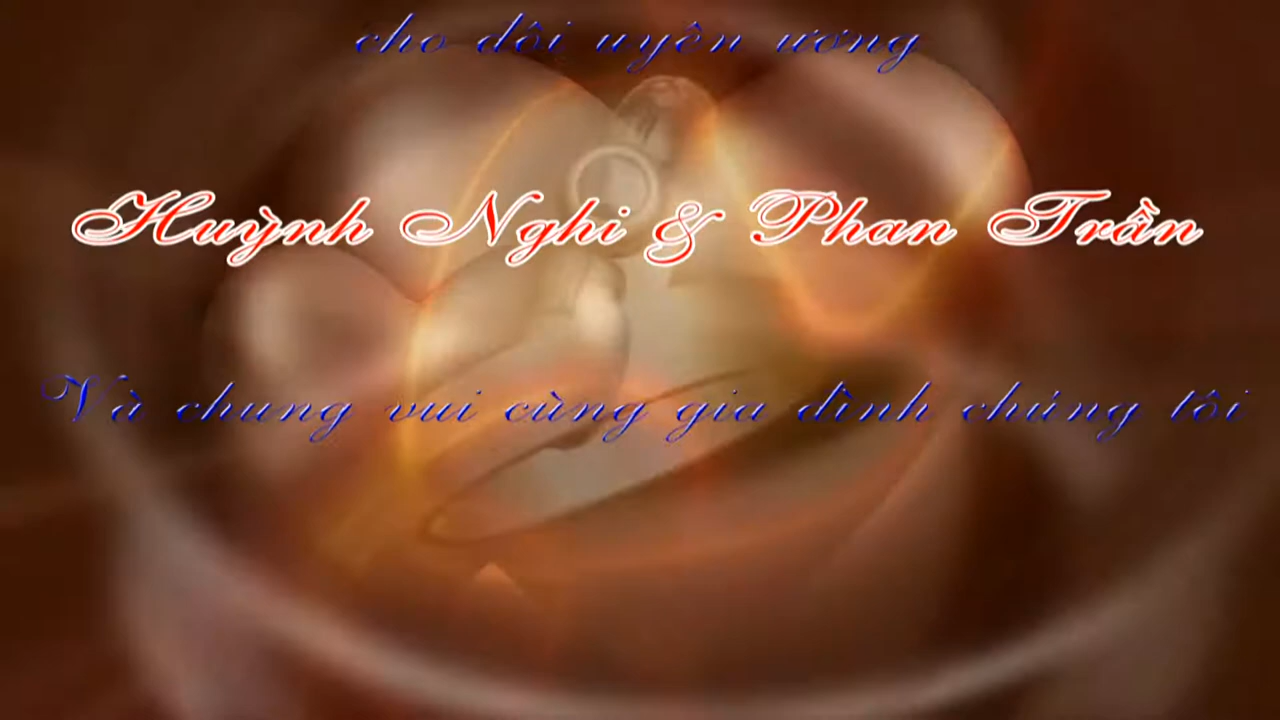 cho đôi uyên ương
Huỳnh Nghi & Phan Trần
Và chung vui cùng gia đình chúng tôi